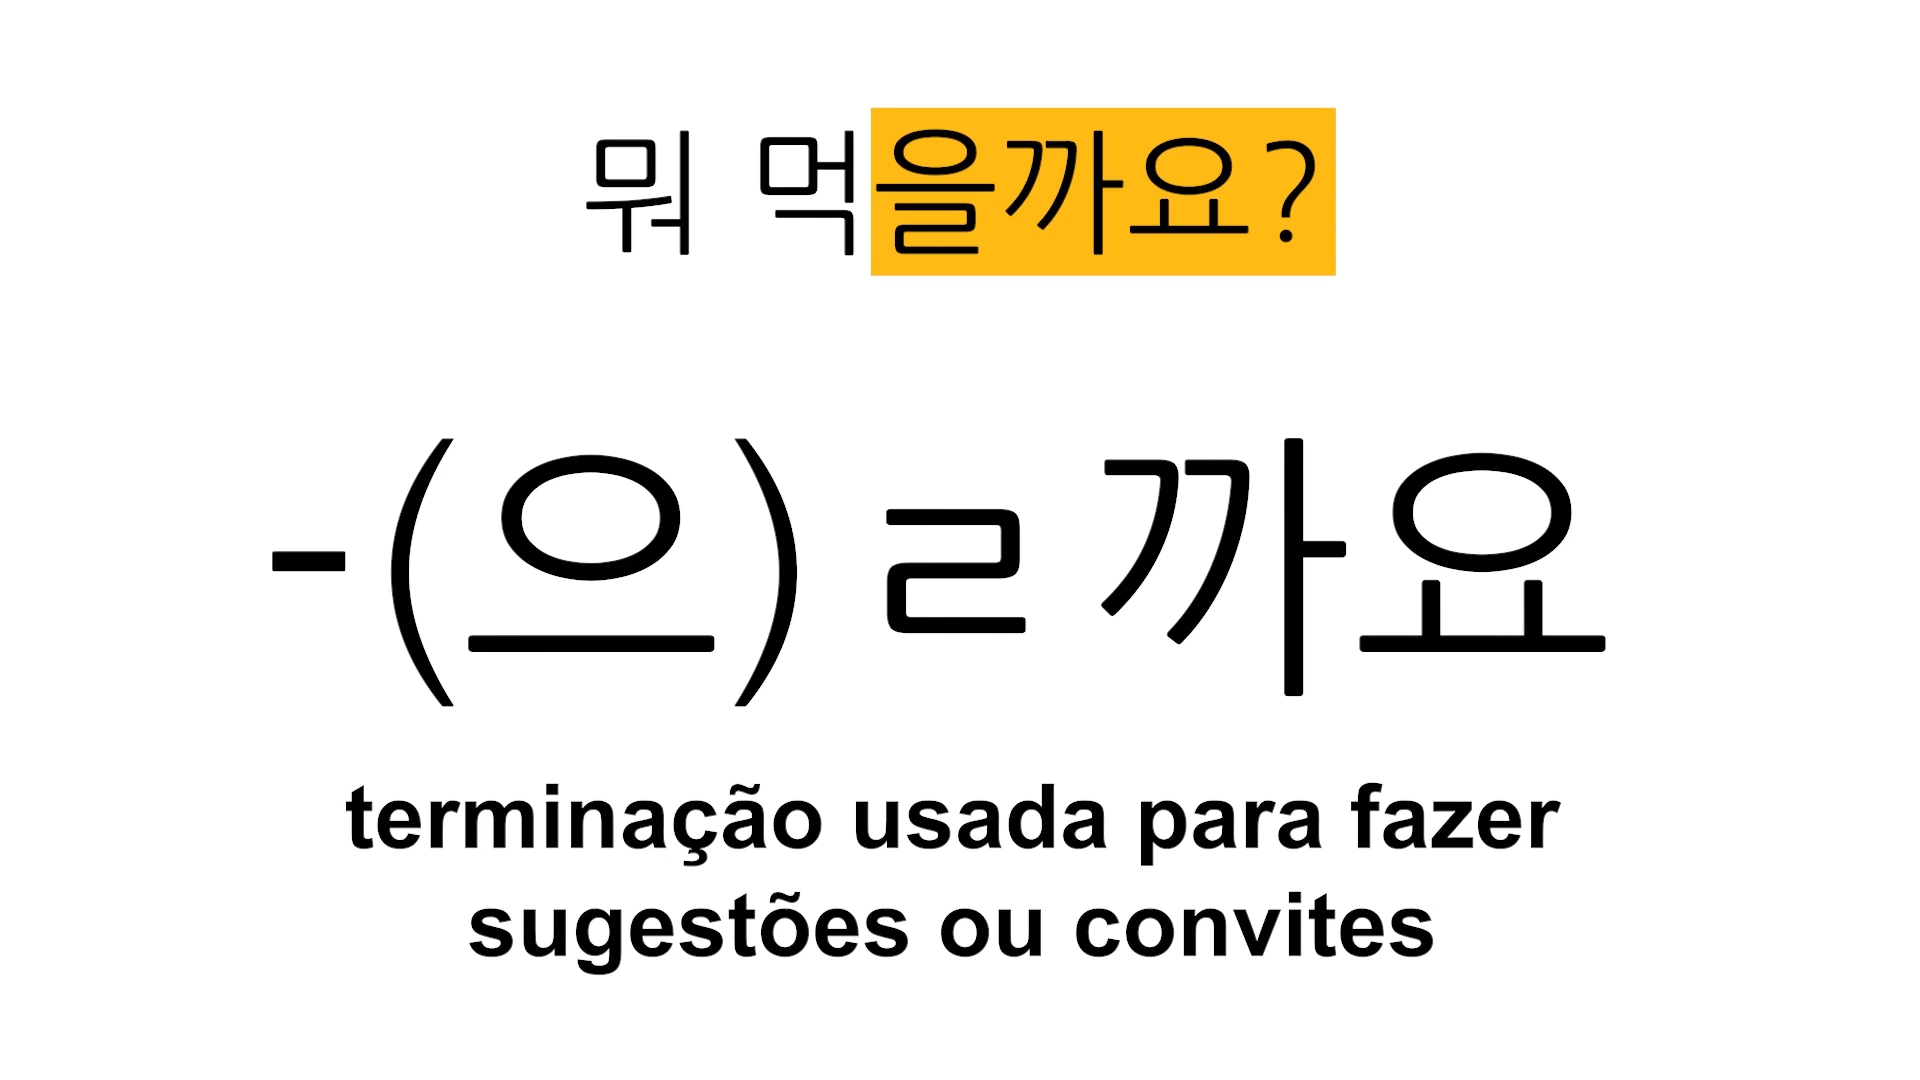 뭐 먹을까요?
-(으)ㄹ까요
terminação usada para fazer
sugestões ou convites